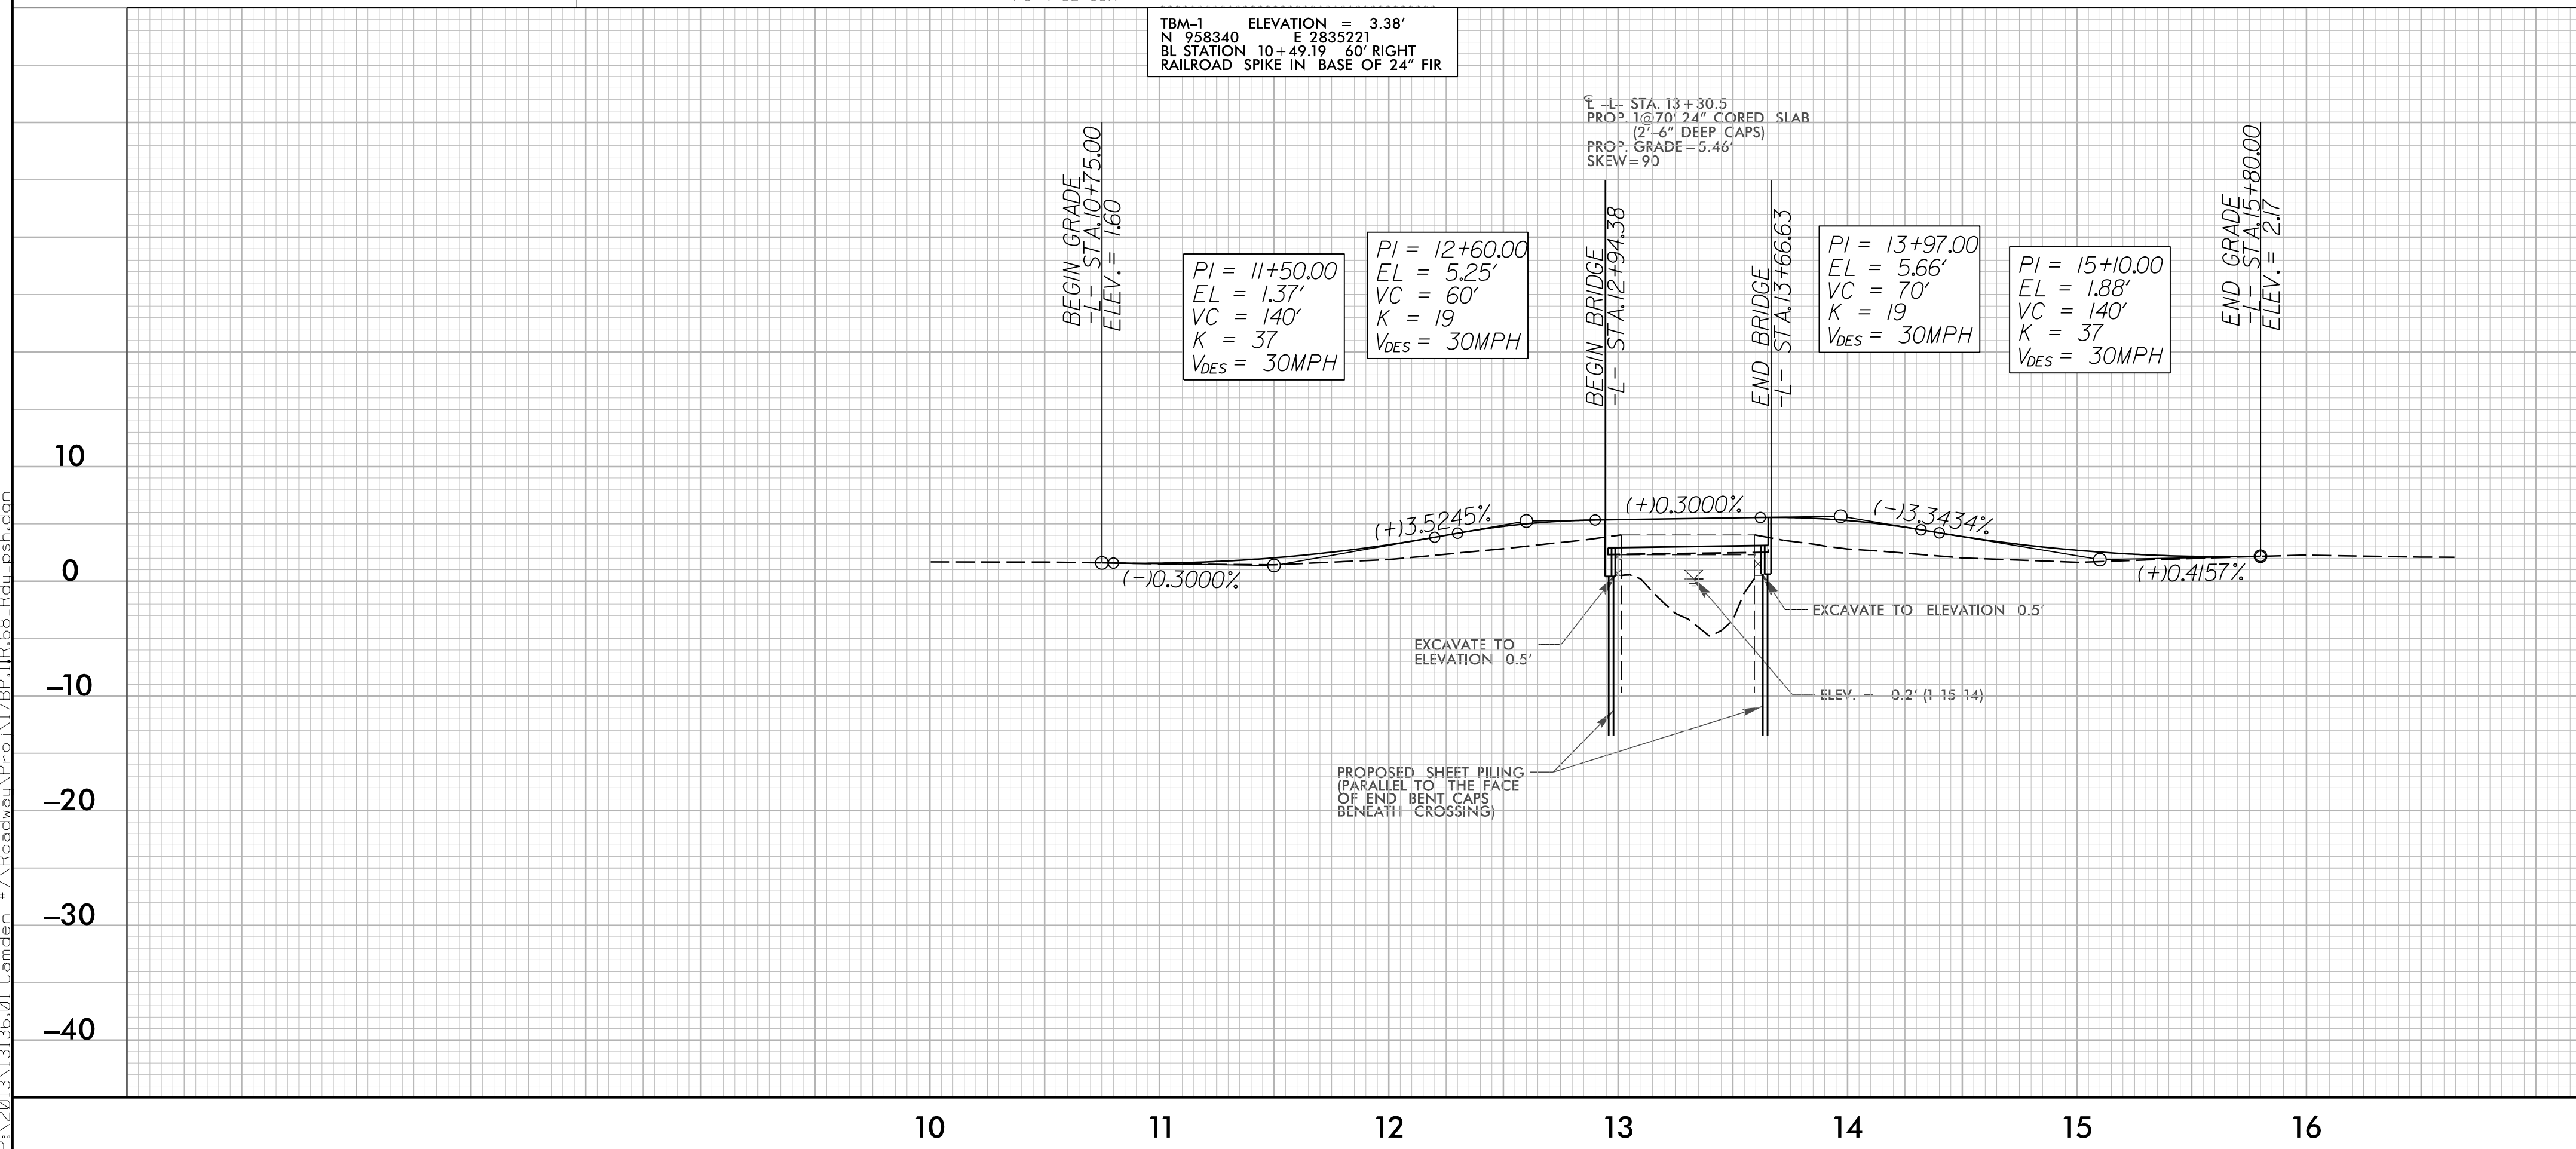 TBM-1 ELEVATION = 3.38'
N 958340 E 2835221
BL STATION 10+49.19 60' RIGHT
RAILROAD SPIKE IN BASE OF 24" FIR
℄ -L- STA. 13+30.5
PROP. 1@70' 24" CORED SLAB
(2'-6" DEEP CAPS)
PROP. GRADE=5.46'
SKEW=90
BEGIN GRADE
-L- STA.10+75.00
ELEV.= 1.60
PI = 11+50.00
EL = 1.37'
VC = 140'
K = 37
VDES = 30MPH
PI = 12+60.00
EL = 5.25'
VC = 60'
K = 19
VDES = 30MPH
BEGIN BRIDGE
-L- STA.12+94.38
END BRIDGE
-L- STA.13+66.63
PI = 13+97.00
EL = 5.66'
VC = 70'
K = 19
VDES = 30MPH
PI = 15+10.00
EL = 1.88'
VC = 140'
K = 37
VDES = 30MPH
END GRADE
-L- STA.15+80.00
ELEV.= 2.17
(-)0.3000%
(+)3.5245%
(+)0.3000%
(-)3.3434%
(+)0.4157%
EXCAVATE TO
ELEVATION 0.5'
EXCAVATE TO ELEVATION 0.5'
ELEV. = 0.2' (1-15-14)
PROPOSED SHEET PILING
(PARALLEL TO THE FACE
OF END BENT CAPS
BENEATH CROSSING)
10
0
-10
-20
-30
-40
10 11 12 13 14 15 16